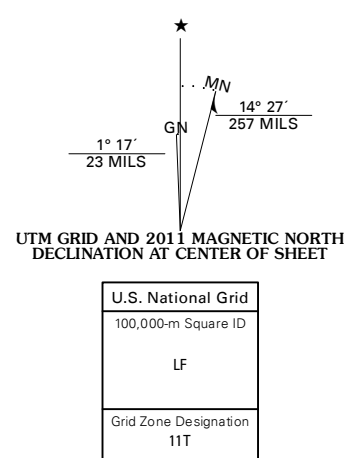 ★
MN
14° 27´
257 MILS
GN
1° 17´
23 MILS
UTM GRID AND 2011 MAGNETIC NORTH
DECLINATION AT CENTER OF SHEET
U.S. National Grid
100,000-m Square ID
LF
Grid Zone Designation
11T